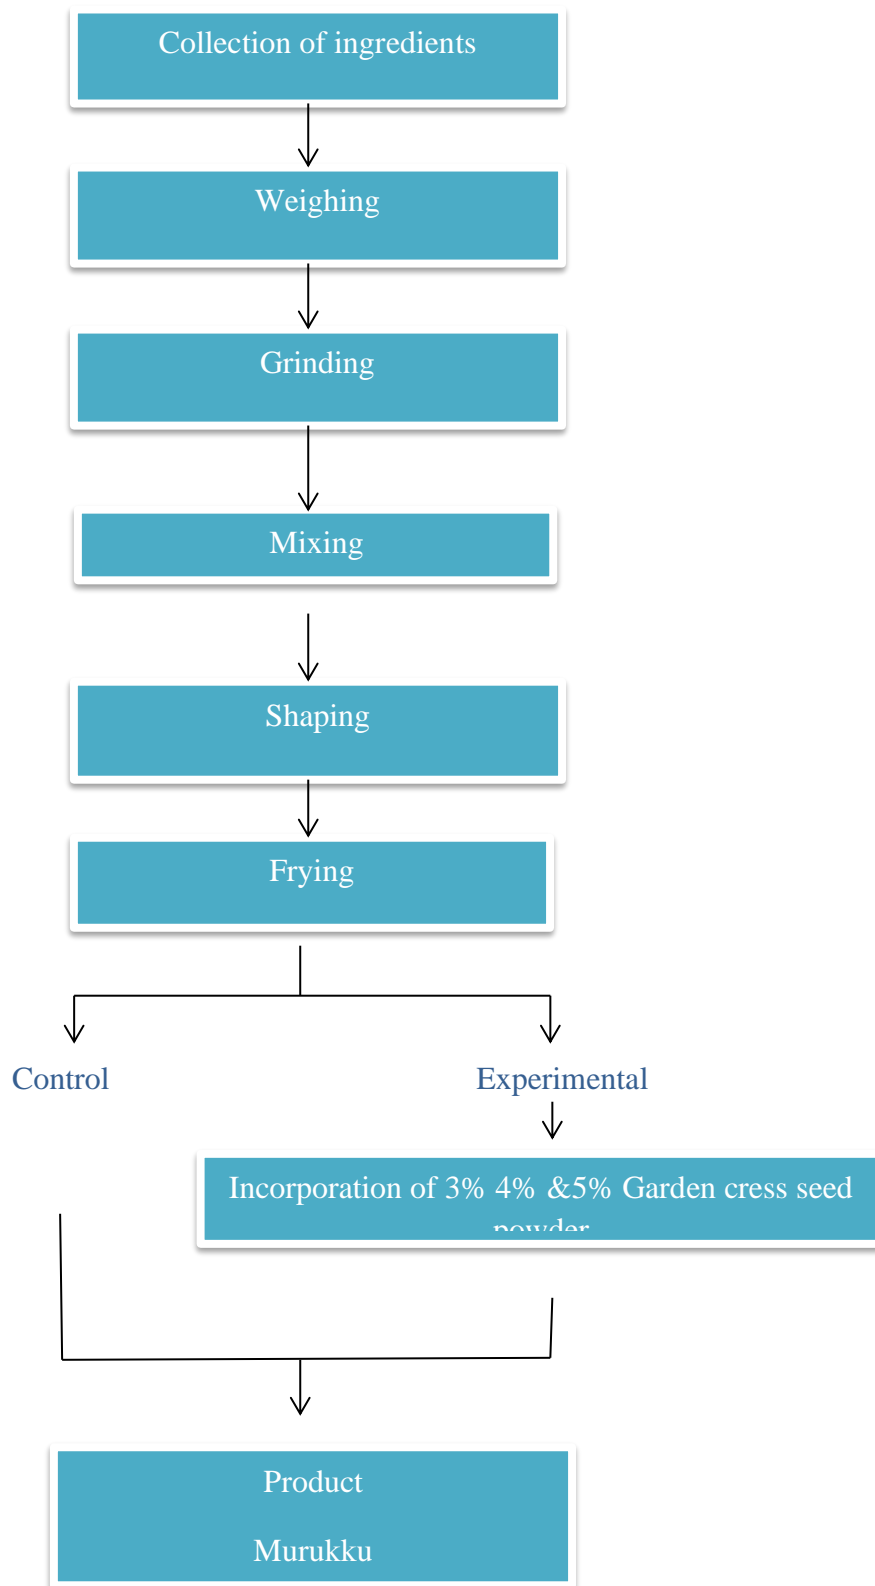 Collection of ingredients
Weighing
Grinding
Mixing
Shaping
Frying
Control
Experimental
Incorporation of 3% 4% &5% Garden cress seed
powder
Product
Murukku